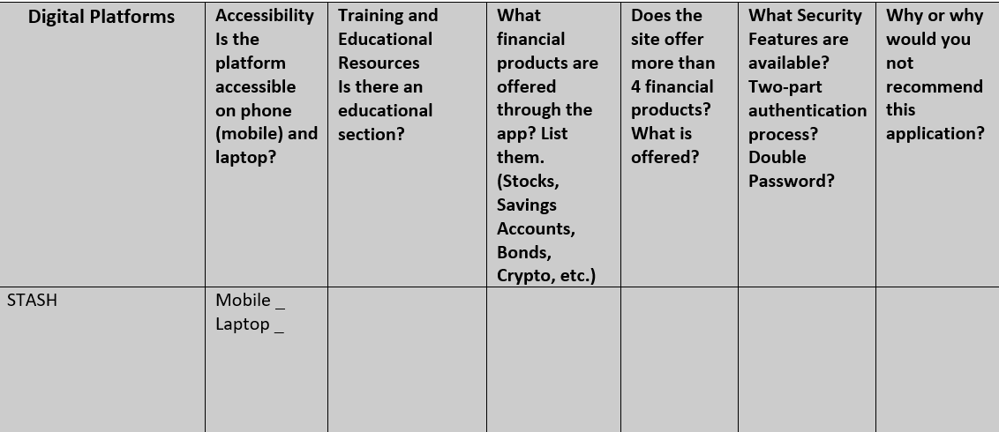 Digital Platforms
Accessibility
Is the
platform
accessible
on phone
(mobile) and
laptop?
Training and
Educational
Resources
Is there an
educational
section?
What
financial
products are
offered
through the
app? List
them.
(Stocks,
Savings
Accounts,
Bonds,
Crypto, etc.)
Does the
site offer
more than
4 financial
products?
What is
offered?
What Security
Features are
available?
Two-part
authentication
process?
Double
Password?
Why or why
would you
not
recommend
this
application?
STASH
Mobile _
Laptop _